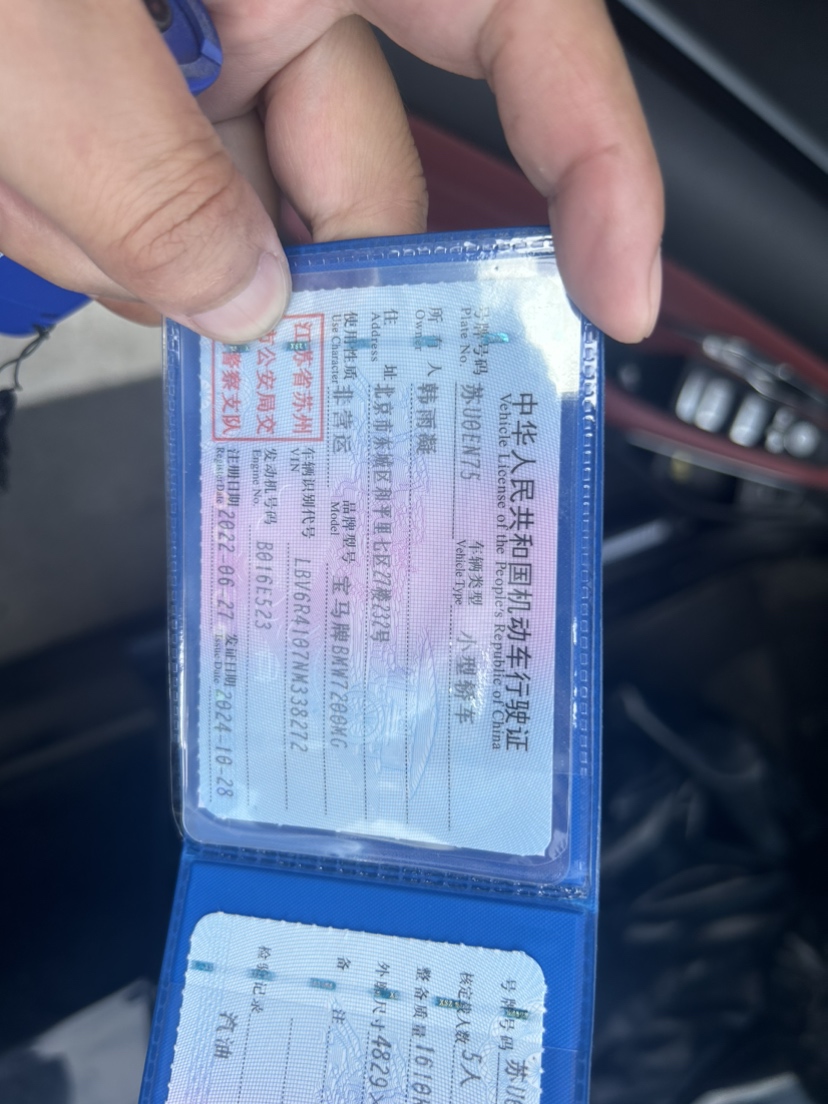 中华人民共和国机动车行驶证
Vehicle License of the People's Republic of China
号牌号码 苏U0EN75 车辆类型 小型轿车
Plate No. Vehicle Type
所有人 韩雨凝
Owner
住址 北京市东城区和平里七区27楼232号
Address
使用性质 非营运 品牌型号 宝马牌BMW7200MG
Use Character Model
江苏省苏州
公安局交
警察支队
车辆识别代号 LBV6R4107NM338272
VIN
发动机号码 B016E523
Engine No.
注册日期 2022-06-27 发证日期 2024-10-28
Register Date Issue Date
号牌号码 苏U
核定载人数 5人
整备质量 1610
外廓尺寸 4829
备注
检验记录
汽油